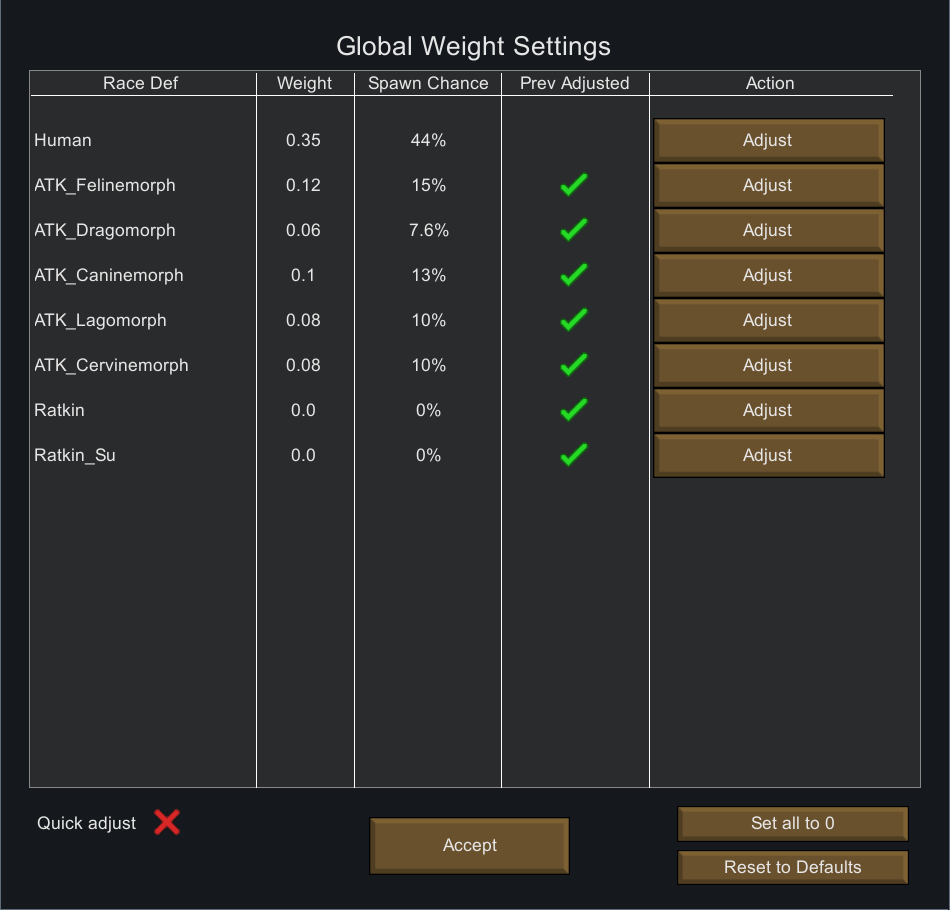 Global Weight Settings
Race Def Weight Spawn Chance Prev Adjusted Action
Human 0.35 44% Adjust
ATK_Felinemorph 0.12 15% Adjust
ATK_Dragomorph 0.06 7.6% Adjust
ATK_Caninemorph 0.1 13% Adjust
ATK_Lagomorph 0.08 10% Adjust
ATK_Cervinemorph 0.08 10% Adjust
Ratkin 0.0 0% Adjust
Ratkin_Su 0.0 0% Adjust
Quick adjust
Accept
Set all to 0
Reset to Defaults